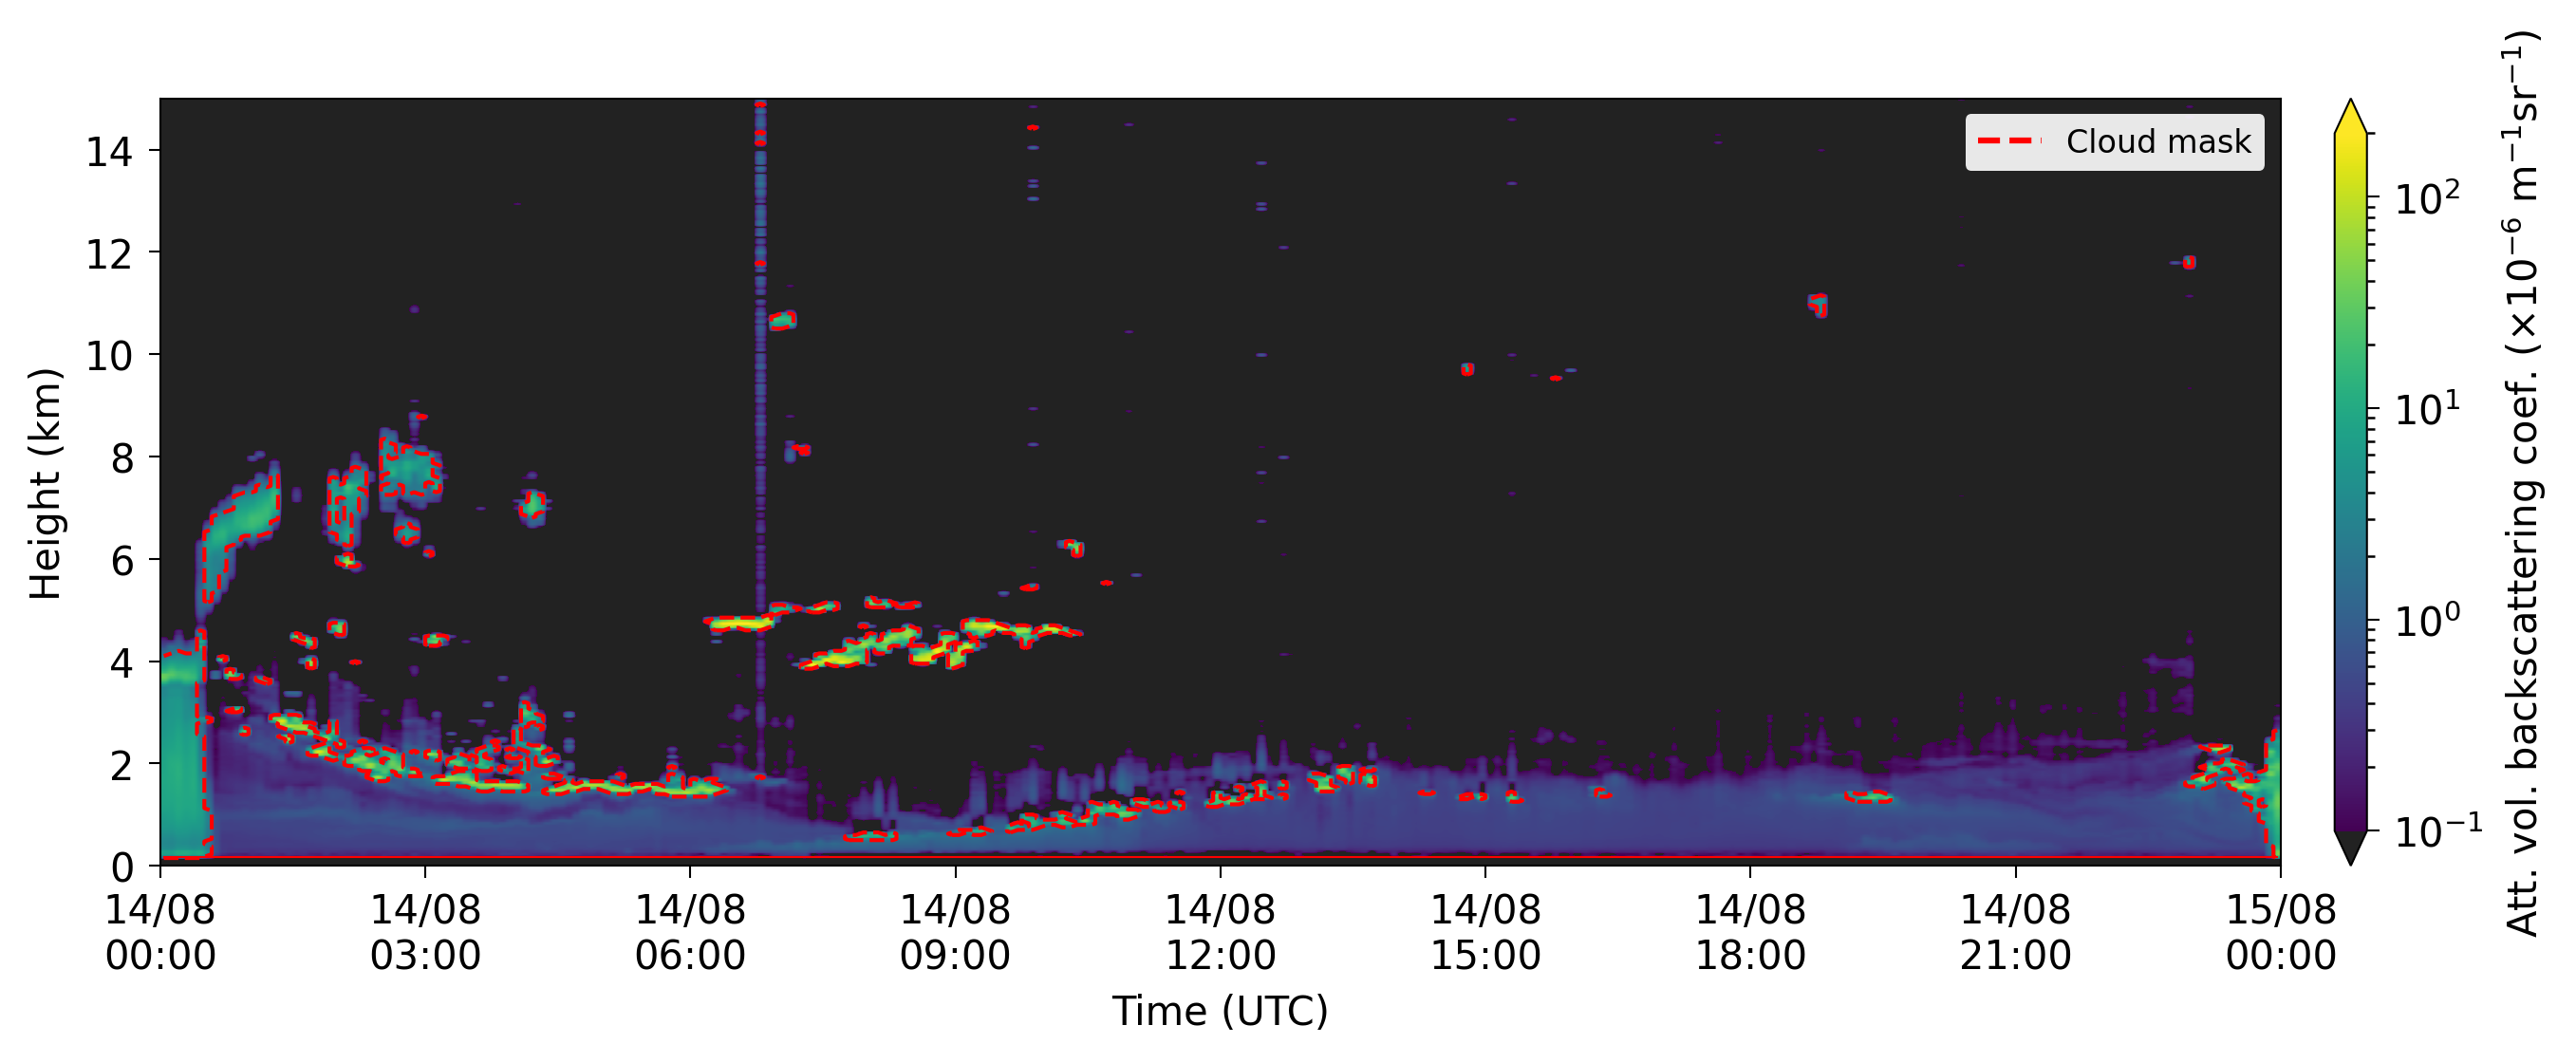 Cloud mask
14
12
10
8
6
4
2
0
Height (km)
14/08 14/08 14/08 14/08 14/08 14/08 14/08 14/08 15/08
00:00 03:00 06:00 09:00 12:00 15:00 18:00 21:00 00:00
Time (UTC)
10²
10¹
10⁰
10⁻¹
Att. vol. backscattering coef. (×10⁻⁶ m⁻¹sr⁻¹)